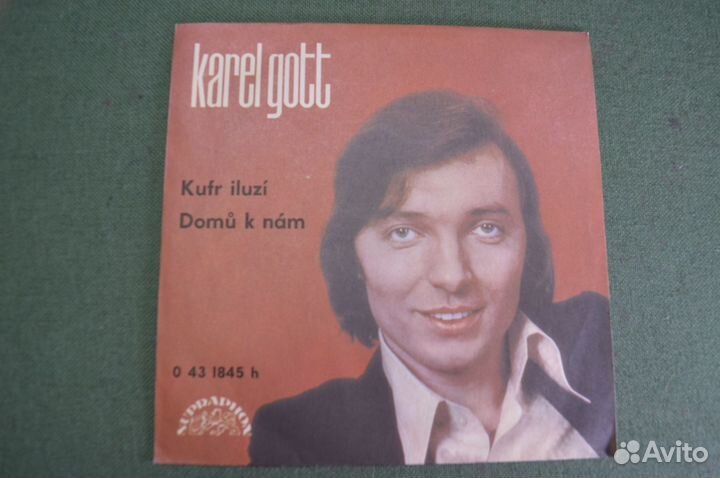 karel gott
Kufr iluzí
Domů k nám
0 43 1845 h
SUPRAPHON
Avito